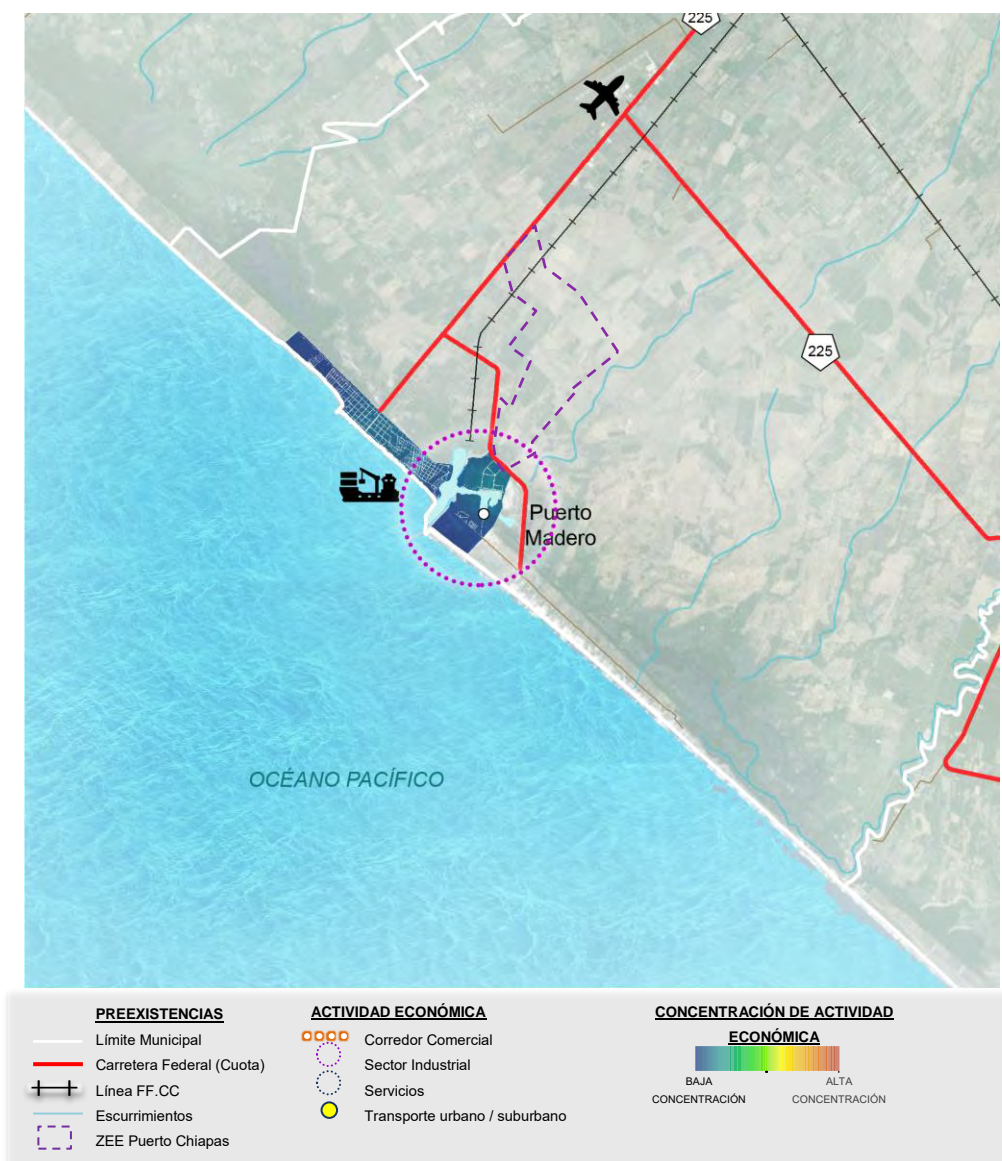 225
225
Puerto
Madero
OCÉANO PACÍFICO
PREEXISTENCIAS
Límite Municipal
Carretera Federal (Cuota)
Línea FF.CC
Escurrimientos
ZEE Puerto Chiapas
ACTIVIDAD ECONÓMICA
Corredor Comercial
Sector Industrial
Servicios
Transporte urbano / suburbano
CONCENTRACIÓN DE ACTIVIDAD
ECONÓMICA
BAJA
CONCENTRACIÓN
ALTA
CONCENTRACIÓN